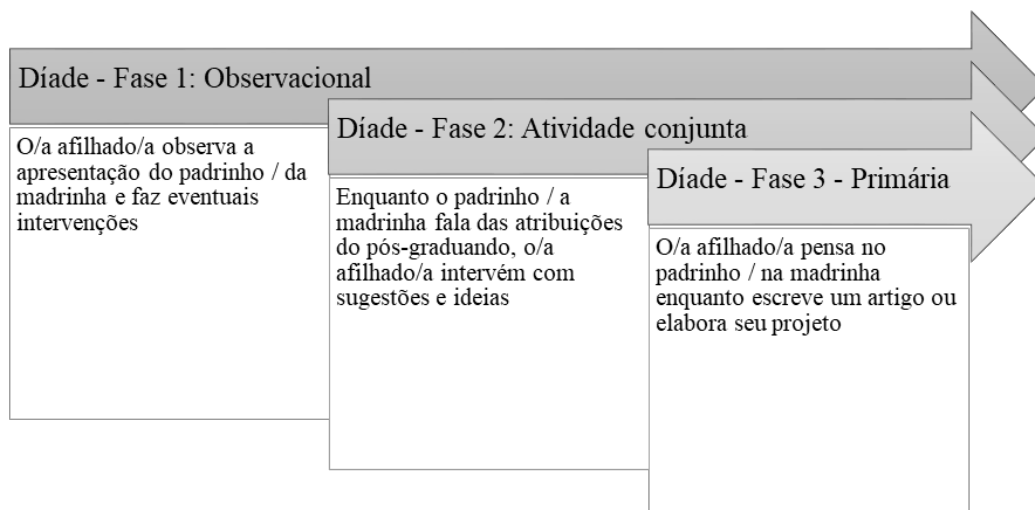 Díade - Fase 1: Observacional
O/a afilhado/a observa a
apresentação do padrinho / da
madrinha e faz eventuais
intervenções
Díade - Fase 2: Atividade conjunta
Enquanto o padrinho / a
madrinha fala das atribuições
do pós-graduando, o/a
afilhado/a intervém com
sugestões e ideias
Díade - Fase 3 - Primária
O/a afilhado/a pensa no
padrinho / na madrinha
enquanto escreve um artigo ou
elabora seu projeto